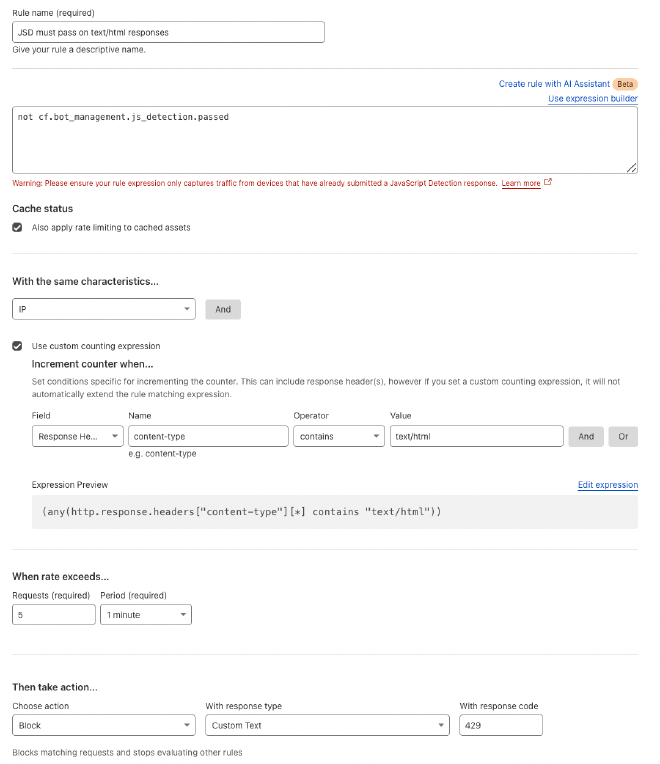 Rule name (required)
JSD must pass on text/html responses
Give your rule a descriptive name.
Create rule with AI Assistant Beta
Use expression builder
not cf.bot_management.js_detection.passed
Warning: Please ensure your rule expression only captures traffic from devices that have already submitted a JavaScript Detection response. Learn more
Cache status
Also apply rate limiting to cached assets
With the same characteristics...
IP And
Use custom counting expression
Increment counter when...
Set conditions specific for incrementing the counter. This can include response header(s), however If you set a custom counting expression, it will not
automatically extend the rule matching expression.
Field Name Operator Value
Response He... content-type contains text/html And Or
e.g. content-type
Expression Preview Edit expression
(any(http.response.headers["content-type"][*] contains "text/html"))
When rate exceeds...
Requests (required) Period (required)
5 1 minute
Then take action...
Choose action With response type With response code
Block Custom Text 429
Blocks matching requests and stops evaluating other rules